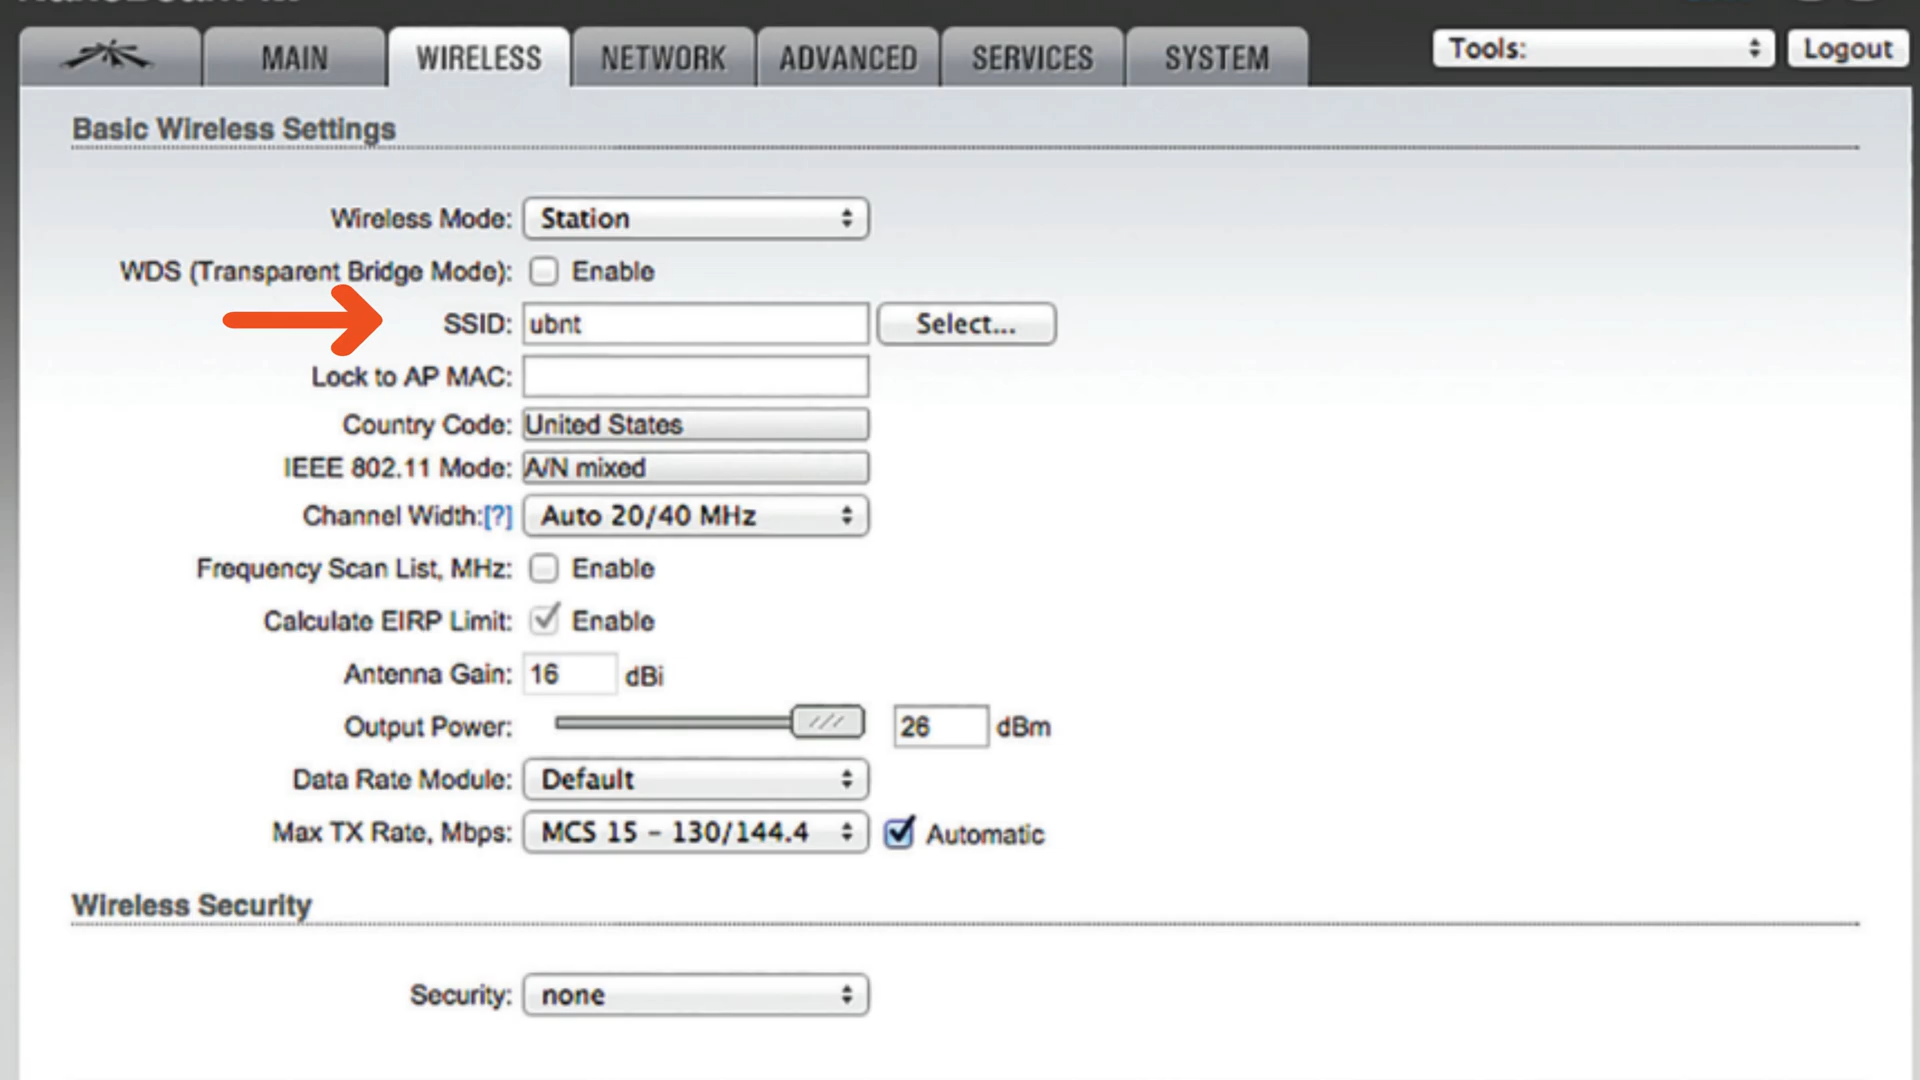 MAIN WIRELESS NETWORK ADVANCED SERVICES SYSTEM Tools: Logout
Basic Wireless Settings
Wireless Mode: Station
WDS (Transparent Bridge Mode): Enable
SSID: ubnt Select...
Lock to AP MAC:
Country Code: United States
IEEE 802.11 Mode: A/N mixed
Channel Width:[?] Auto 20/40 MHz
Frequency Scan List, MHz: Enable
Calculate EIRP Limit: Enable
Antenna Gain: 16 dBi
Output Power: 26 dBm
Data Rate Module: Default
Max TX Rate, Mbps: MCS 15 - 130/144.4 Automatic
Wireless Security
Security: none